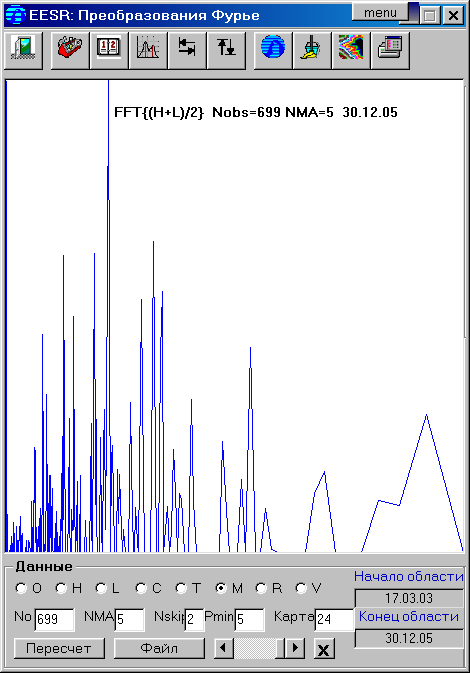 EESR: Преобразования Фурье menu
FFT{(H+L)/2} Nobs=699 NMA=5 30.12.05
Данные
O H L C T M R V
Начало области
17.03.03
No 699 NMA 5 Nskip 2 Pmin 5 Карта 24
Конец области
30.12.05
Пересчет Файл X